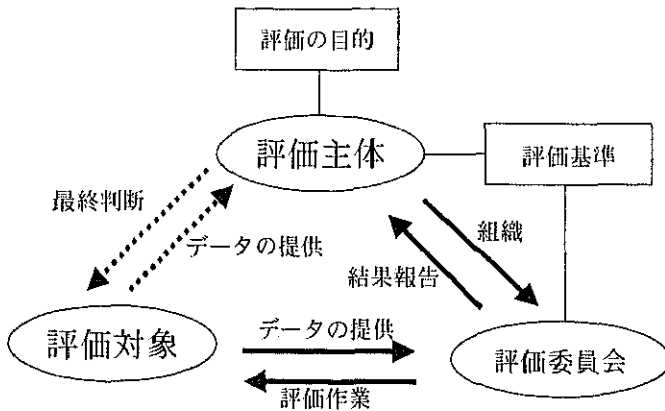 評価の目的
評価主体
評価基準
最終判断
データの提供
組織
結果報告
評価対象
データの提供
評価委員会
評価作業